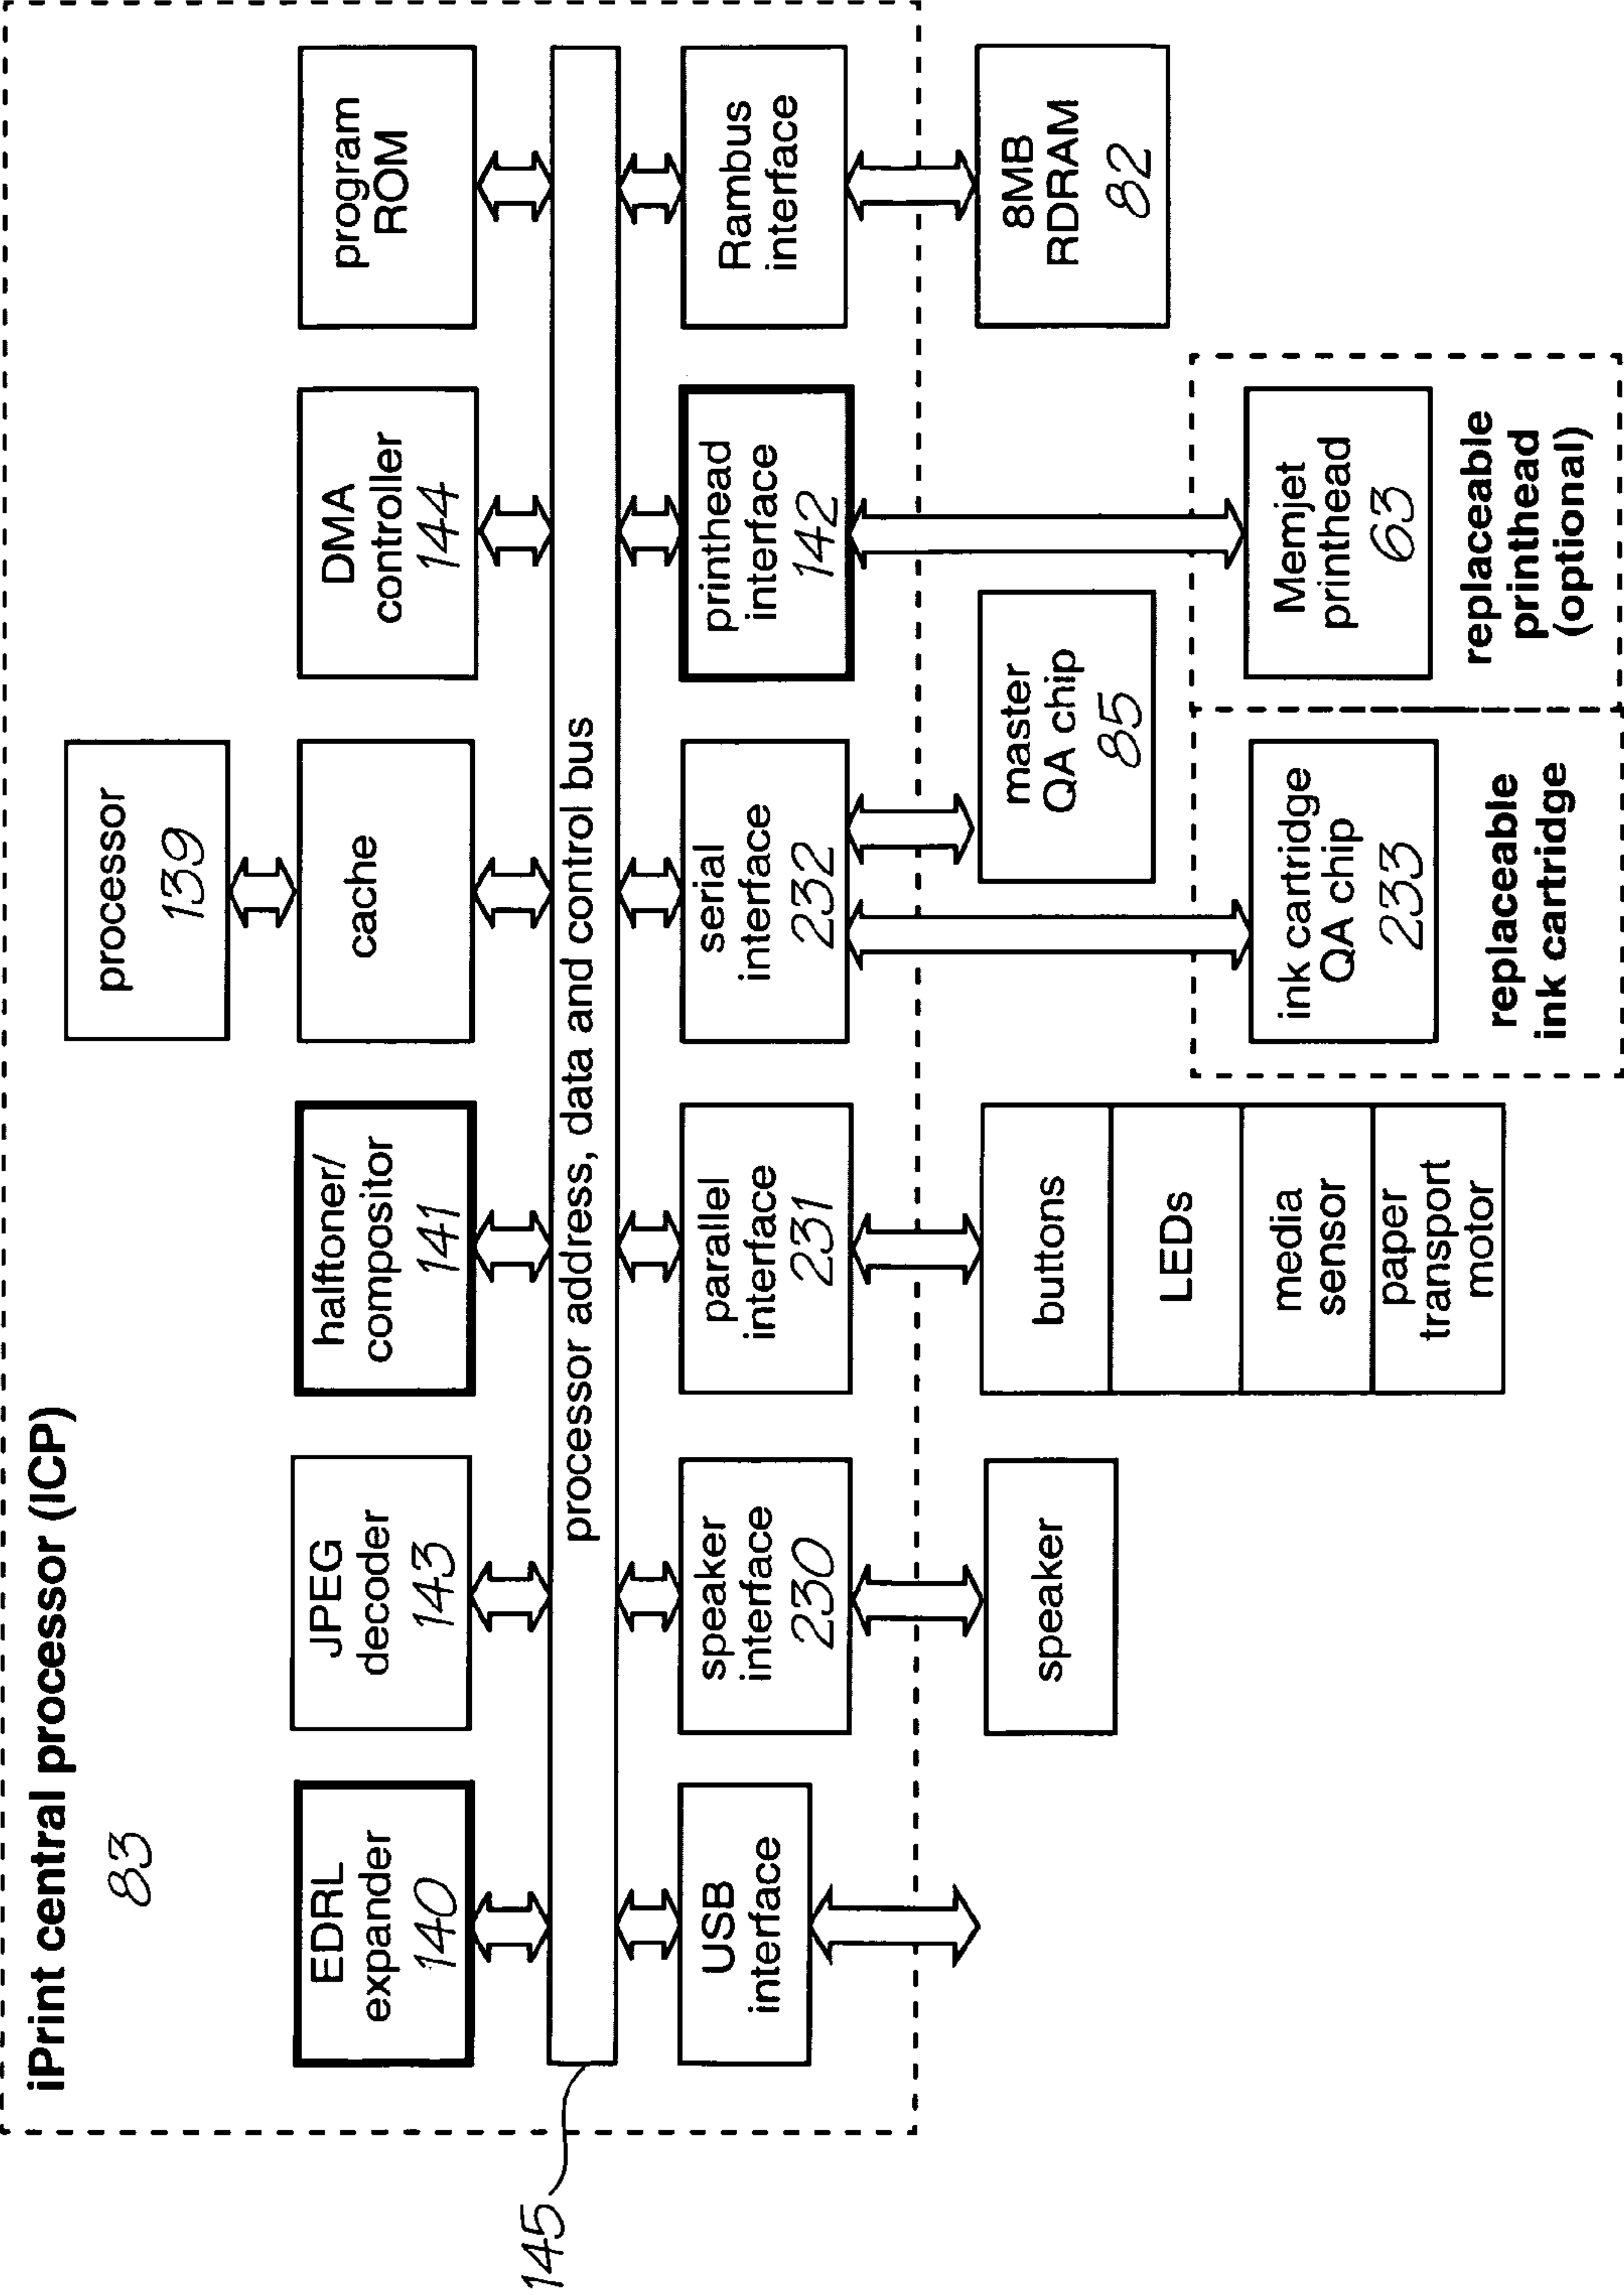 iPrint central processor (ICP)
83
processor
139
EDRL
expander
140
JPEG
decoder
143
halftoner/
compositor
141
cache
DMA
controller
144
program
ROM
processor address, data and control bus
145
USB
interface
speaker
interface
230
parallel
interface
231
serial
interface
232
printhead
interface
142
Rambus
interface
speaker
buttons
LEDs
media
sensor
paper
transport
motor
master
QA chip
85
8MB
RDRAM
82
ink cartridge
QA chip
233
replaceable
ink cartridge
Memjet
printhead
63
replaceable
printhead
(optional)